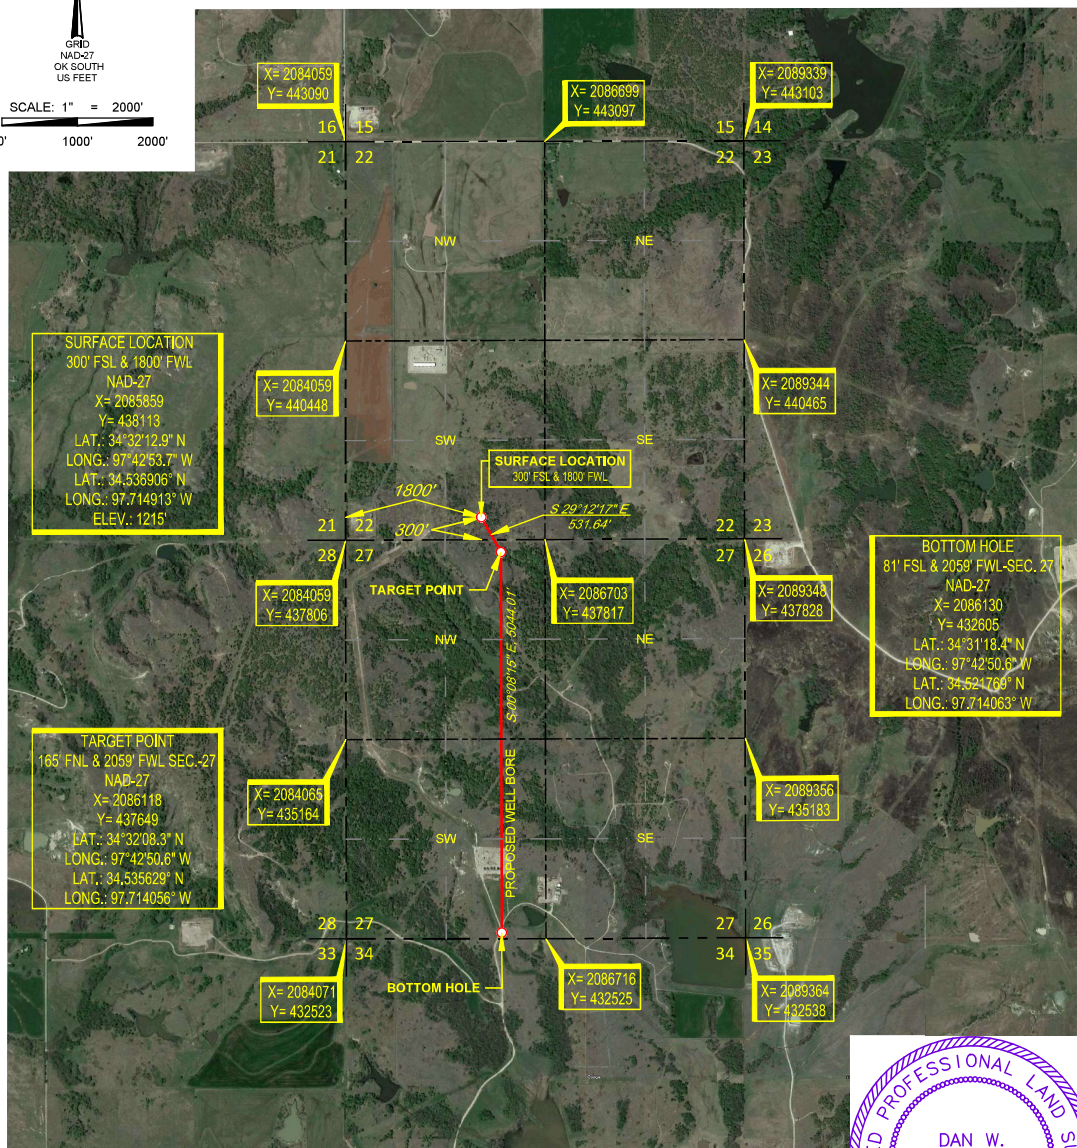 GRID
NAD-27
OK SOUTH
US FEET
SCALE: 1" = 2000'
0' 1000' 2000'
X= 2084059
Y= 443090
X= 2086699
Y= 443097
X= 2089339
Y= 443103
16 15
21 22
15 14
22 23
NW
NE
SURFACE LOCATION
300' FSL & 1800' FWL
NAD-27
X= 2085859
Y= 438113
LAT.: 34°32'12.9" N
LONG.: 97°42'53.7" W
LAT.: 34.536906° N
LONG.: 97.714913° W
ELEV.: 1215'
X= 2084059
Y= 440448
X= 2089344
Y= 440465
SW
SE
SURFACE LOCATION
300' FSL & 1800' FWL
1800'
300'
S 29°12'17" E
531.64'
21 22
28 27
22 23
27 26
TARGET POINT
X= 2084059
Y= 437806
X= 2086703
Y= 437817
X= 2089348
Y= 437828
BOTTOM HOLE
81' FSL & 2059' FWL-SEC. 27
NAD-27
X= 2086130
Y= 432605
LAT.: 34°31'18.4" N
LONG.: 97°42'50.6" W
LAT.: 34.521769° N
LONG.: 97.714063° W
NW
NE
S 00°08'15" E, 5044.01'
TARGET POINT
165' FNL & 2059' FWL SEC.-27
NAD-27
X= 2086118
Y= 437649
LAT.: 34°32'08.3" N
LONG.: 97°42'50.6" W
LAT.: 34.535629° N
LONG.: 97.714056° W
X= 2084065
Y= 435164
X= 2089356
Y= 435183
SW
SE
PROPOSED WELL BORE
28 27
33 34
27 26
34 35
BOTTOM HOLE
X= 2084071
Y= 432523
X= 2086716
Y= 432525
X= 2089364
Y= 432538
PROFESSIONAL LAND
DAN W.